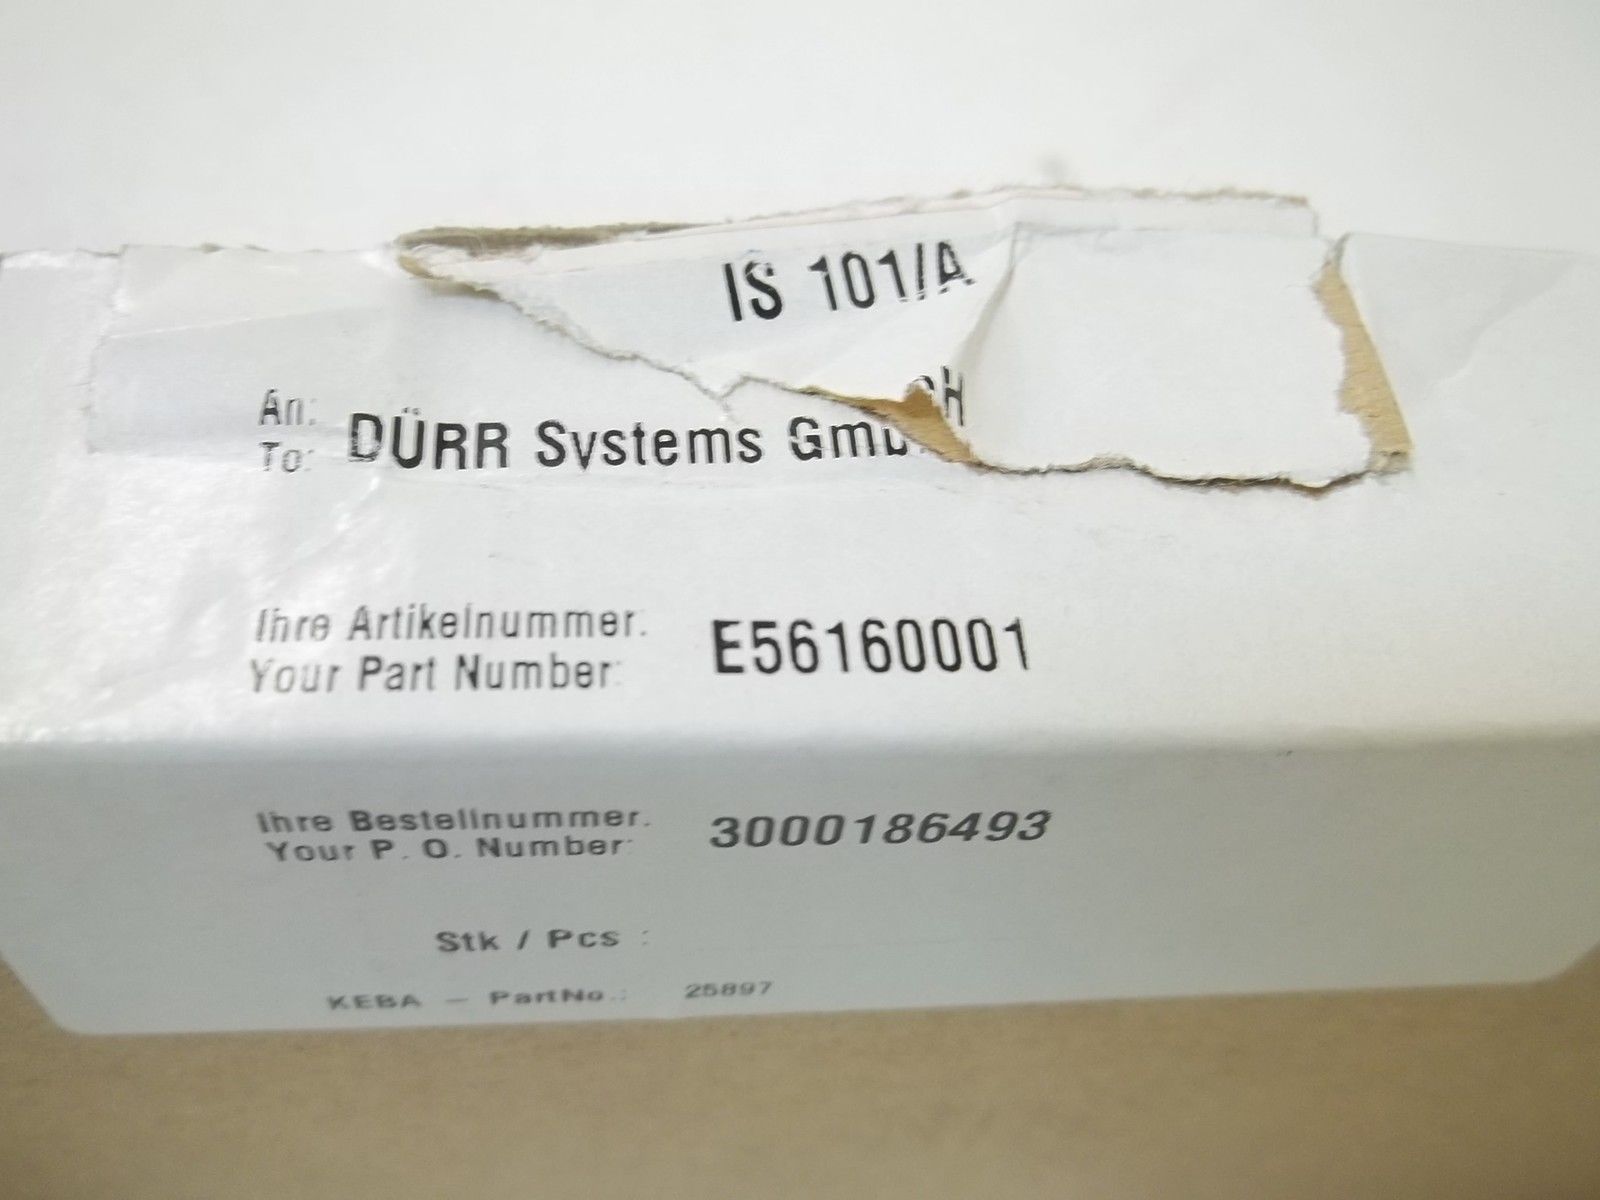 IS 101/A
An:
To: DÜRR Systems GmbH
Ihre Artikelnummer:
Your Part Number: E56160001
Ihre Bestellnummer:
Your P. O. Number: 3000186493
Stk / Pcs :
KEBA - PartNo.: 25897